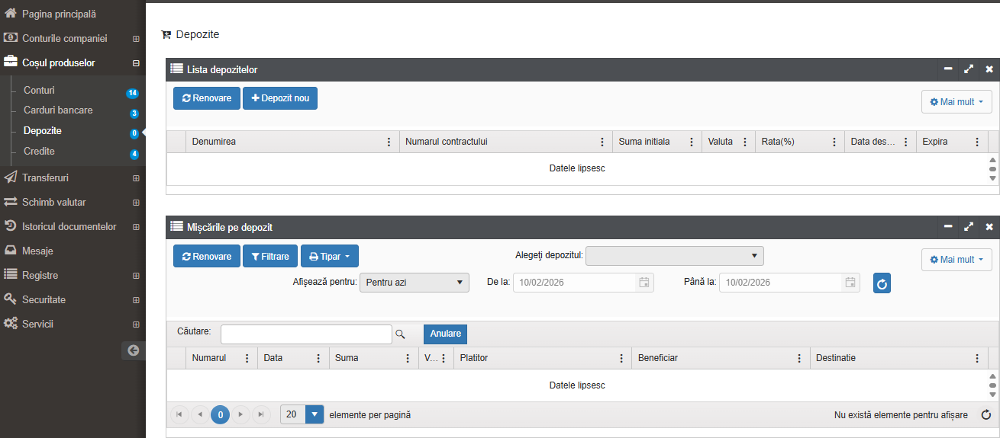 Pagina principală
Conturile companiei
Coșul produselor
Conturi 14
Carduri bancare 3
Depozite 0
Credite 4
Transferuri
Schimb valutar
Istoricul documentelor
Mesaje
Registre
Securitate
Servicii
Depozite
Lista depozitelor
Renovare Depozit nou Mai mult
Denumirea Numarul contractului Suma initiala Valuta Rata(%) Data des... Expira
Datele lipsesc
Mișcările pe depozit
Renovare Filtrare Tipar Alegeți depozitul: Mai mult
Afișează pentru: Pentru azi De la: 10/02/2026 Până la: 10/02/2026
Căutare: Anulare
Numarul Data Suma V... Platitor Beneficiar Destinatie
Datele lipsesc
0 20 elemente per pagină Nu există elemente pentru afișare